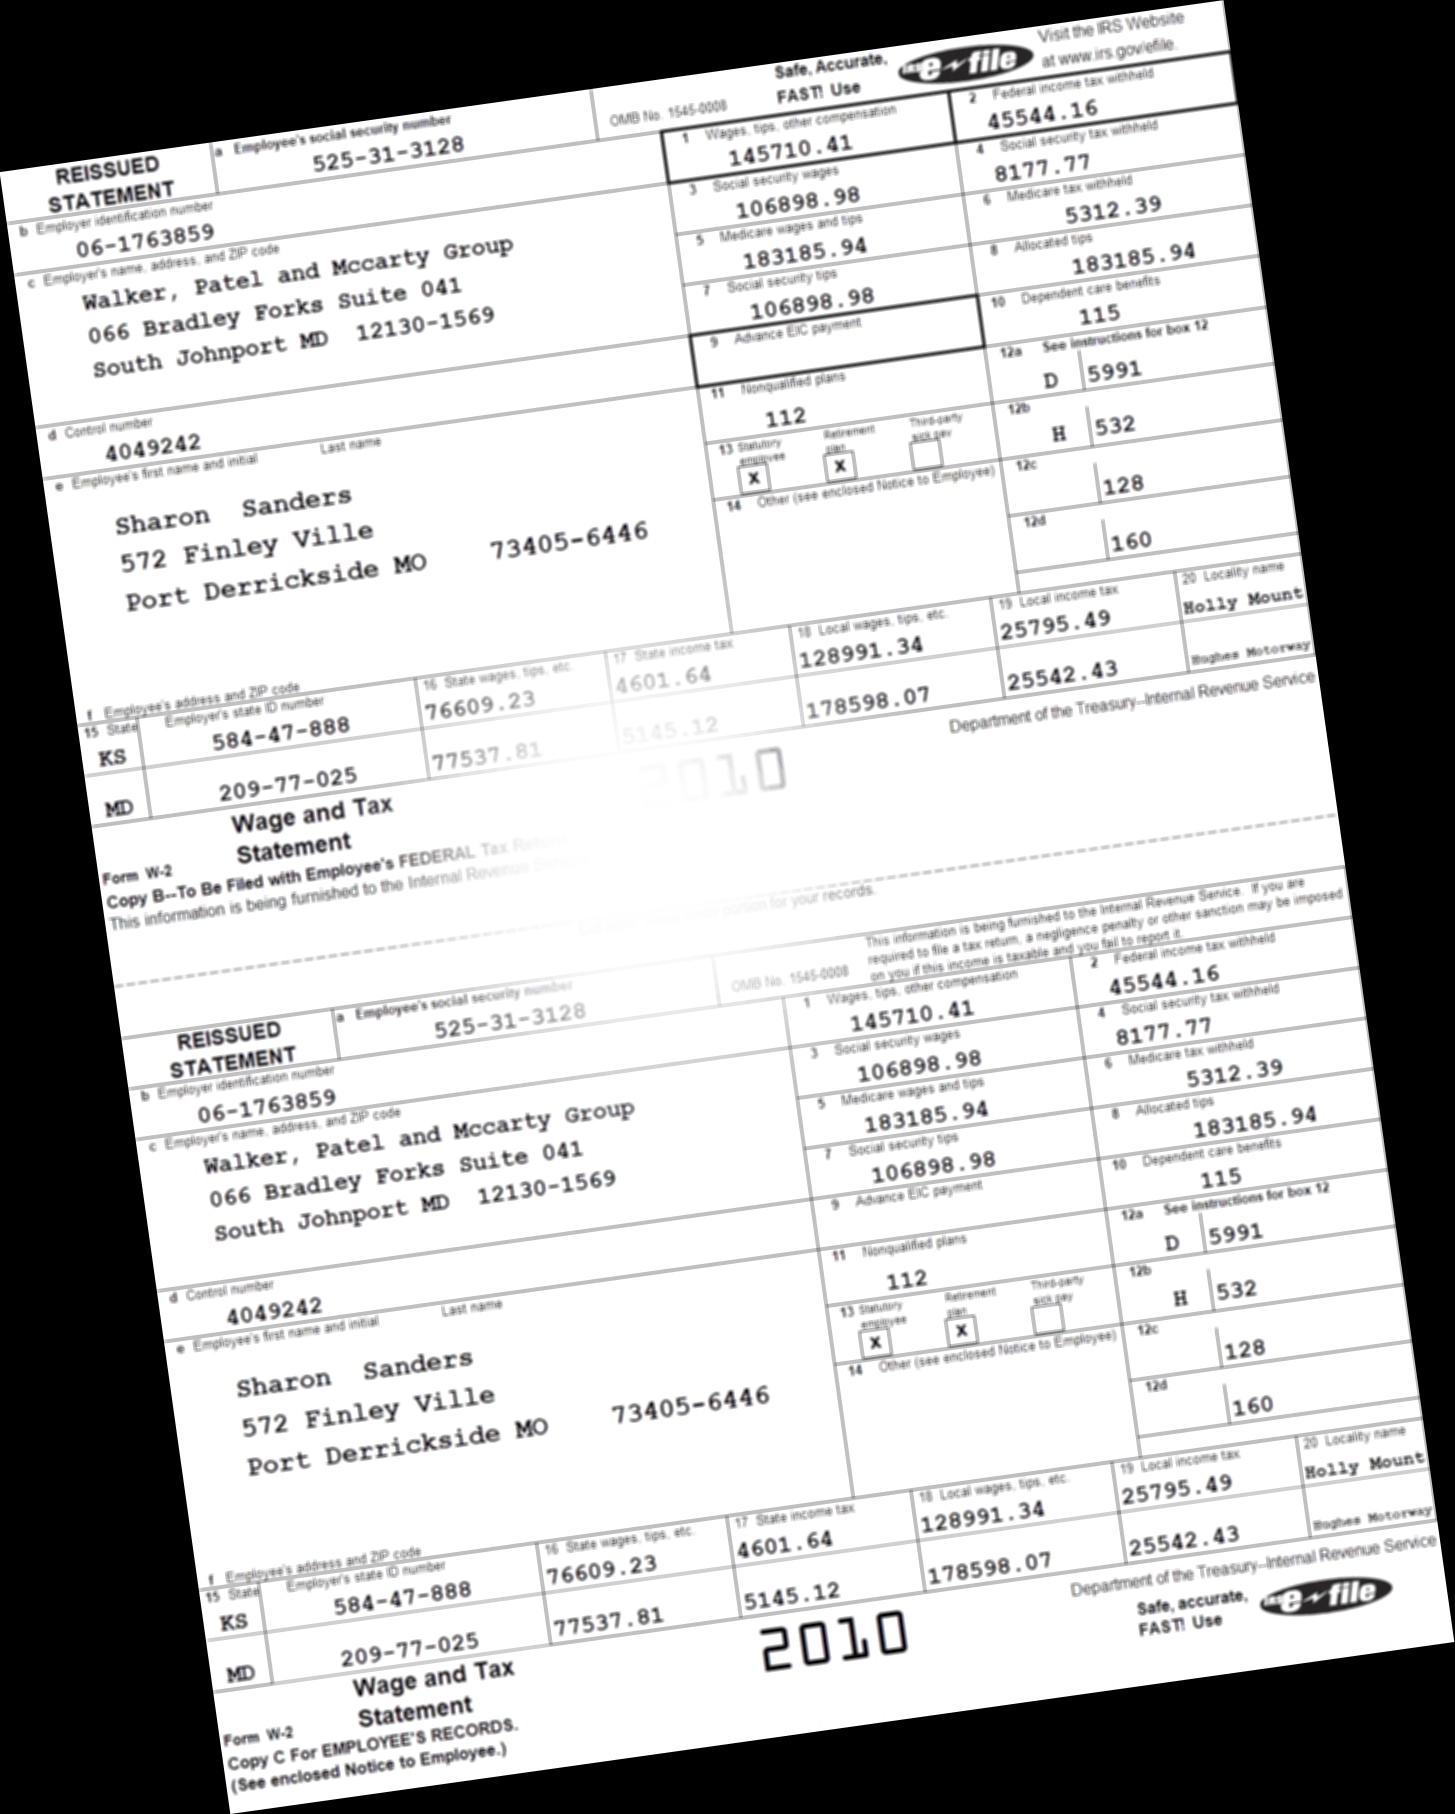 Safe, Accurate,
FAST! Use
IRS e-file
Visit the IRS Website
at www.irs.gov/efile.
REISSUED
STATEMENT
a Employee's social security number
525-31-3128
OMB No. 1545-0008
1 Wages, tips, other compensation
145710.41
2 Federal income tax withheld
45544.16
b Employer identification number
06-1763859
3 Social security wages
106898.98
4 Social security tax withheld
8177.77
c Employer's name, address, and ZIP code
Walker, Patel and Mccarty Group
066 Bradley Forks Suite 041
South Johnport MD 12130-1569
5 Medicare wages and tips
183185.94
6 Medicare tax withheld
5312.39
7 Social security tips
106898.98
8 Allocated tips
183185.94
9 Advance EIC payment
10 Dependent care benefits
115
d Control number
4049242
11 Nonqualified plans
112
12a See instructions for box 12
D 5991
e Employee's first name and initial Last name
Sharon Sanders
572 Finley Ville
Port Derrickside MO 73405-6446
13 Statutory employee
X
Retirement plan
X
Third-party sick pay
12b
H 532
14 Other (see enclosed Notice to Employee)
12c
128
12d
160
f Employee's address and ZIP code
15 State Employer's state ID number
16 State wages, tips, etc.
17 State income tax
18 Local wages, tips, etc.
19 Local income tax
20 Locality name
KS 584-47-888 76609.23 4601.64 128991.34 25795.49 Holly Mount
MD 209-77-025 77537.81 5145.12 178598.07 25542.43 Hughes Motorway
Form W-2
Wage and Tax
Statement
2010
Department of the Treasury--Internal Revenue Service
Copy B--To Be Filed with Employee's FEDERAL Tax
This information is being furnished to the Internal Revenue
person for your records.
This information is being furnished to the Internal Revenue Service. If you are
required to file a tax return, a negligence penalty or other sanction may be imposed
on you if this income is taxable and you fail to report it.
REISSUED
STATEMENT
a Employee's social security number
525-31-3128
OMB No. 1545-0008
1 Wages, tips, other compensation
145710.41
2 Federal income tax withheld
45544.16
b Employer identification number
06-1763859
3 Social security wages
106898.98
4 Social security tax withheld
8177.77
c Employer's name, address, and ZIP code
Walker, Patel and Mccarty Group
066 Bradley Forks Suite 041
South Johnport MD 12130-1569
5 Medicare wages and tips
183185.94
6 Medicare tax withheld
5312.39
7 Social security tips
106898.98
8 Allocated tips
183185.94
9 Advance EIC payment
10 Dependent care benefits
115
d Control number
4049242
11 Nonqualified plans
112
12a See instructions for box 12
D 5991
e Employee's first name and initial Last name
Sharon Sanders
572 Finley Ville
Port Derrickside MO 73405-6446
13 Statutory employee
X
Retirement plan
X
Third-party sick pay
12b
H 532
14 Other (see enclosed Notice to Employee)
12c
128
12d
160
f Employee's address and ZIP code
15 State Employer's state ID number
16 State wages, tips, etc.
17 State income tax
18 Local wages, tips, etc.
19 Local income tax
20 Locality name
KS 584-47-888 76609.23 4601.64 128991.34 25795.49 Holly Mount
MD 209-77-025 77537.81 5145.12 178598.07 25542.43 Hughes Motorway
Form W-2
Wage and Tax
Statement
2010
Department of the Treasury--Internal Revenue Service
Safe, accurate,
FAST! Use
IRS e-file
Copy C For EMPLOYEE'S RECORDS.
(See enclosed Notice to Employee.)